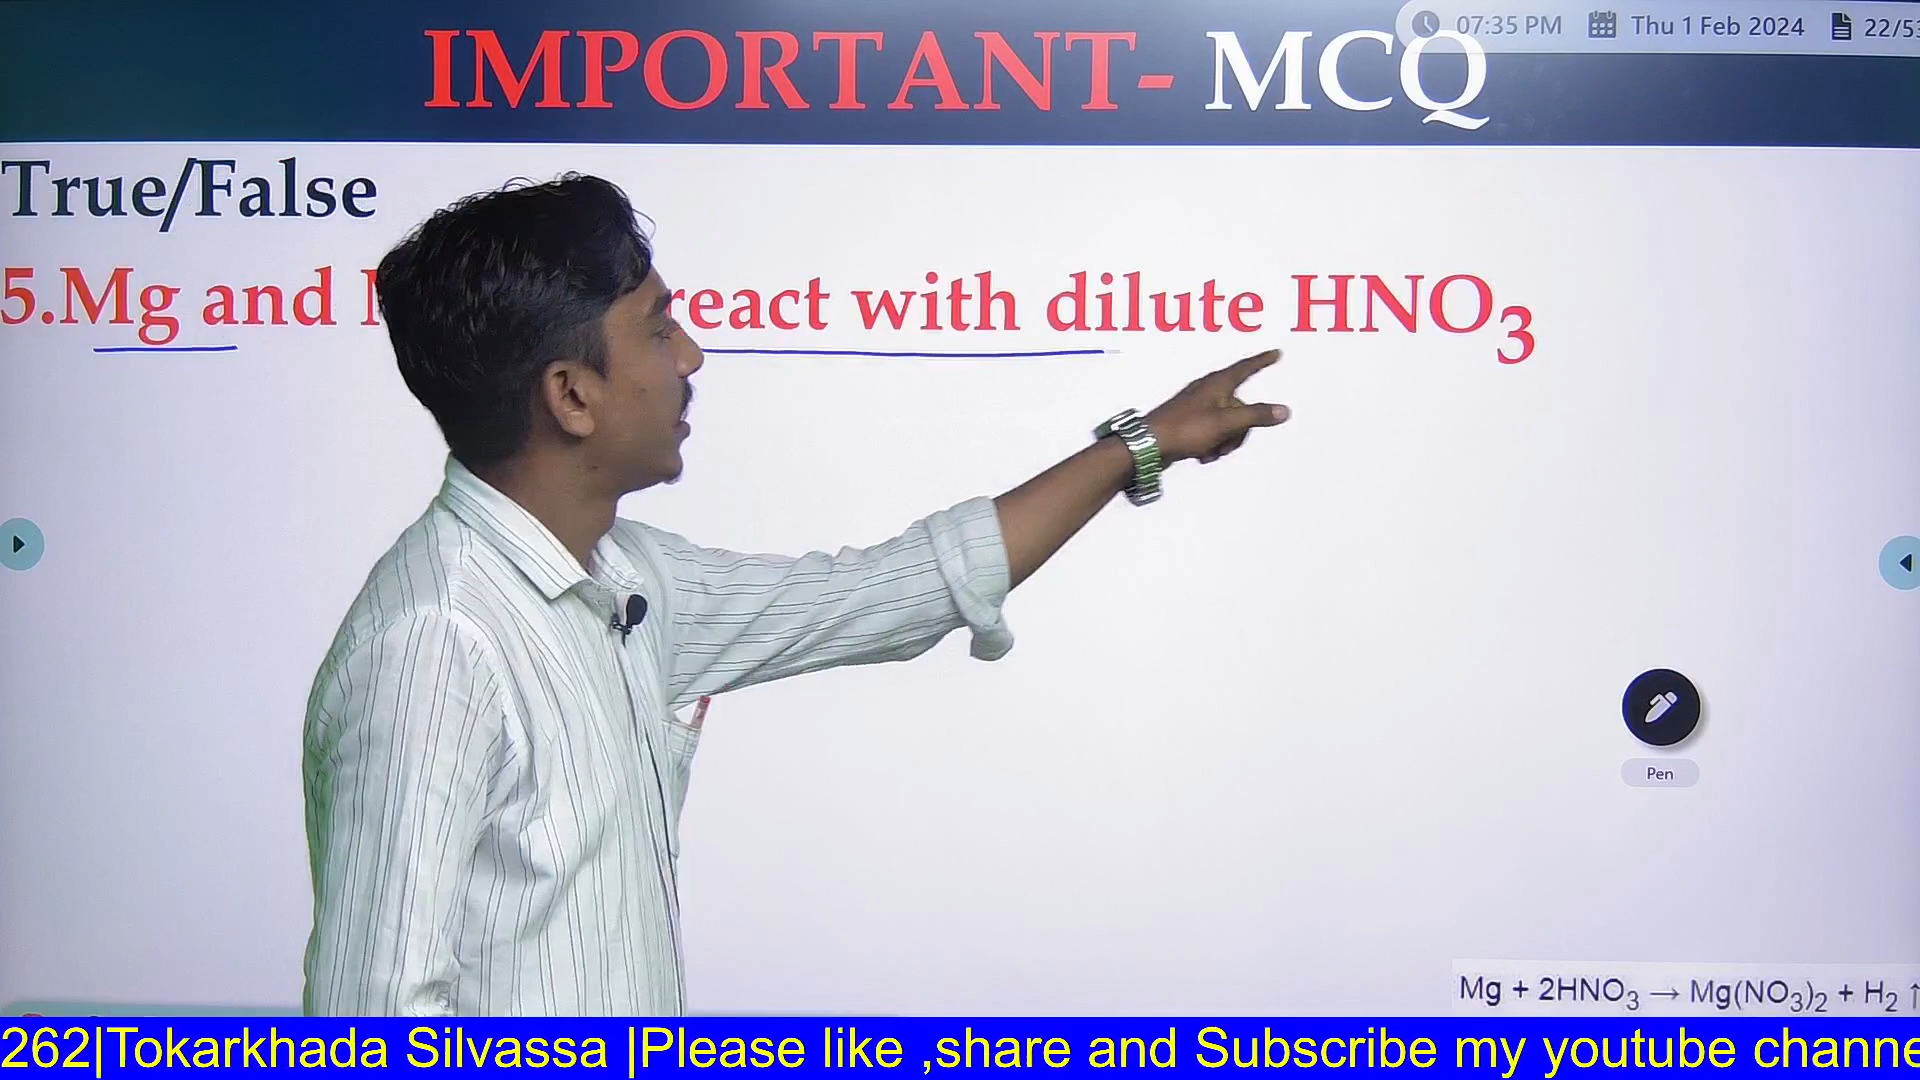 07:35 PM Thu 1 Feb 2024 22/53
IMPORTANT- MCQ
True/False
5.Mg and react with dilute HNO3
Pen
Mg + 2HNO3 → Mg(NO3)2 + H2 ↑
262|Tokarkhada Silvassa |Please like ,share and Subscribe my youtube channe